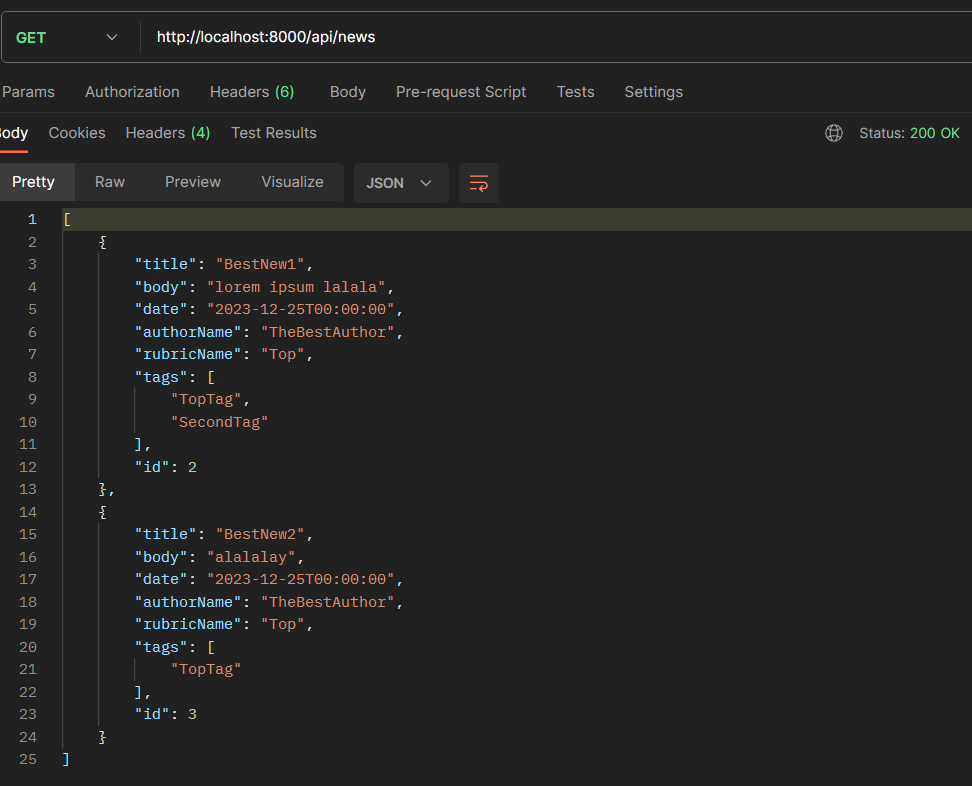 GET http://localhost:8000/api/news
Params Authorization Headers (6) Body Pre-request Script Tests Settings
Body Cookies Headers (4) Test Results Status: 200 OK
Pretty Raw Preview Visualize JSON
1 [
2 {
3 "title": "BestNew1",
4 "body": "lorem ipsum lalala",
5 "date": "2023-12-25T00:00:00",
6 "authorName": "TheBestAuthor",
7 "rubricName": "Top",
8 "tags": [
9 "TopTag",
10 "SecondTag"
11 ],
12 "id": 2
13 },
14 {
15 "title": "BestNew2",
16 "body": "alalalay",
17 "date": "2023-12-25T00:00:00",
18 "authorName": "TheBestAuthor",
19 "rubricName": "Top",
20 "tags": [
21 "TopTag"
22 ],
23 "id": 3
24 }
25 ]